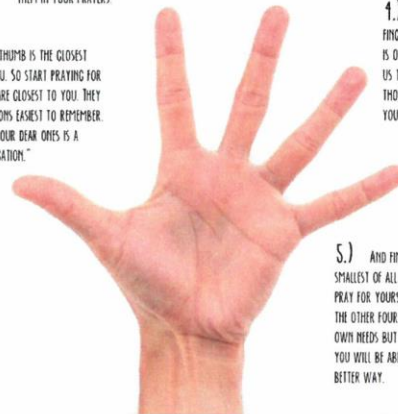 THEM IN YOUR PRAYERS.
THUMB IS THE CLOSEST
U. SO START PRAYING FOR
RE CLOSEST TO YOU. THEY
ONS EASIEST TO REMEMBER.
OUR DEAR ONES IS A
ATION."
4.)
FING
IS O
US T
THO
YOU
5.) AND FIN
SMALLEST OF ALL
PRAY FOR YOURS
THE OTHER FOUR
OWN NEEDS BUT
YOU WILL BE ABL
BETTER WAY.